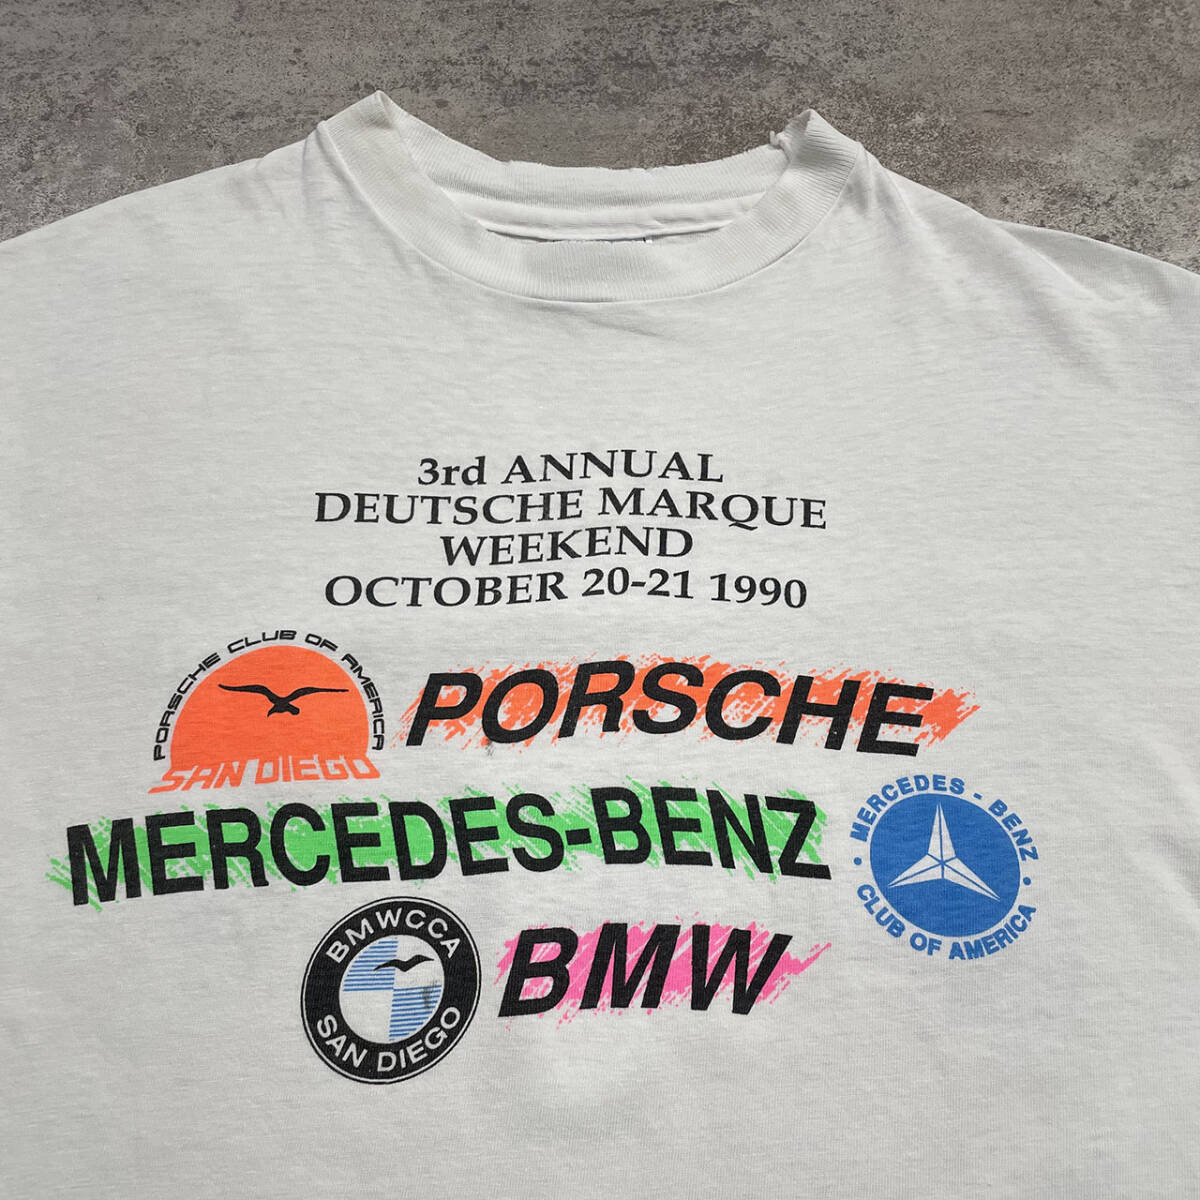 3rd ANNUAL
DEUTSCHE MARQUE
WEEKEND
OCTOBER 20-21 1990
PORSCHE CLUB OF AMERICA
SAN DIEGO
PORSCHE
MERCEDES-BENZ
· MERCEDES - BENZ ·
CLUB OF AMERICA
BMWCCA
SAN DIEGO
BMW